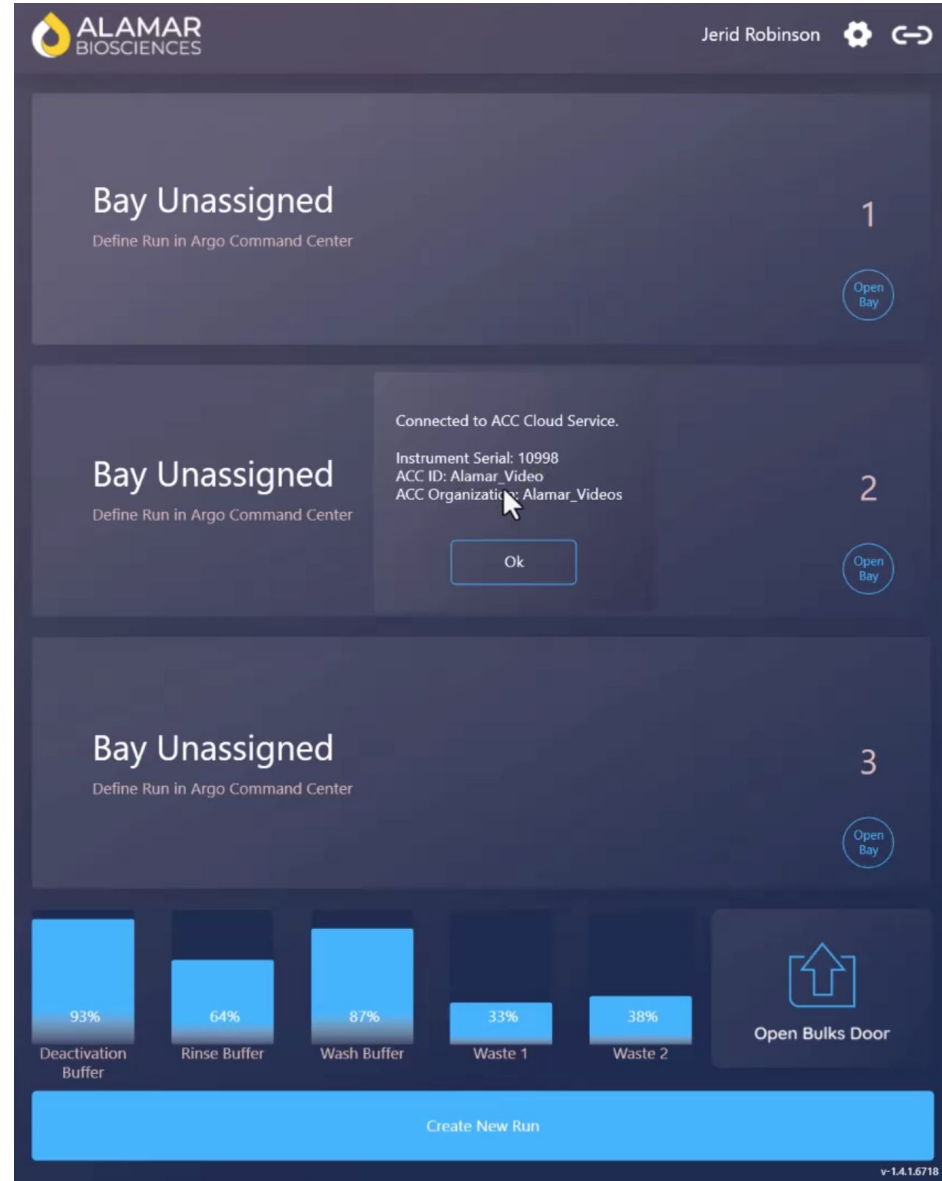 ALAMAR
BIOSCIENCES
Jerid Robinson
Bay Unassigned
Define Run in Argo Command Center
1
Open
Bay
Bay Unassigned
Define Run in Argo Command Center
Connected to ACC Cloud Service.
Instrument Serial: 10998
ACC ID: Alamar_Video
ACC Organization: Alamar_Videos
Ok
2
Open
Bay
Bay Unassigned
Define Run in Argo Command Center
3
Open
Bay
93%
64%
87%
33%
38%
Deactivation
Buffer
Rinse Buffer
Wash Buffer
Waste 1
Waste 2
Open Bulks Door
Create New Run
v-1.4.1.6718